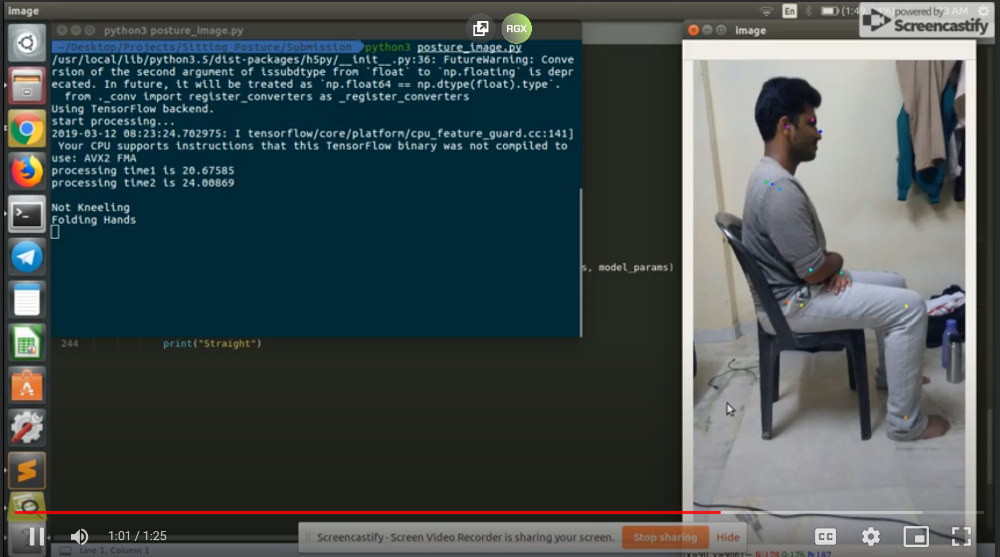 image
En
powered by
Screencastify
python3 posture_image.py
RGX
image
~/Desktop/Projects/Sitting Posture/Submission python3 posture_image.py
/usr/local/lib/python3.5/dist-packages/h5py/__init__.py:36: FutureWarning: Conve
rsion of the second argument of issubdtype from `float` to `np.floating` is depr
ecated. In future, it will be treated as `np.float64 == np.dtype(float).type`.
from ._conv import register_converters as _register_converters
Using TensorFlow backend.
start processing...
2019-03-12 08:23:24.702975: I tensorflow/core/platform/cpu_feature_guard.cc:141]
Your CPU supports instructions that this TensorFlow binary was not compiled to
use: AVX2 FMA
processing time1 is 20.67585
processing time2 is 24.00869
Not Kneeling
Folding Hands
s, model_params)
244 print("Straight")
1:01 / 1:25
Screencastify - Screen Video Recorder is sharing your screen.
Stop sharing
Hide
CC
Line 1, Column 1
R:178 G:176 B:187